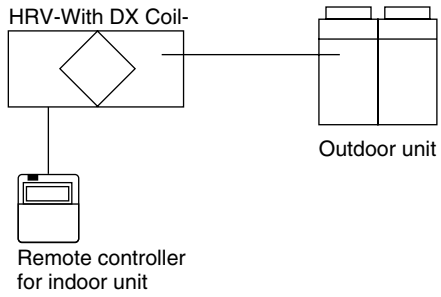 HRV-With DX Coil-
Outdoor unit
Remote controller
for indoor unit